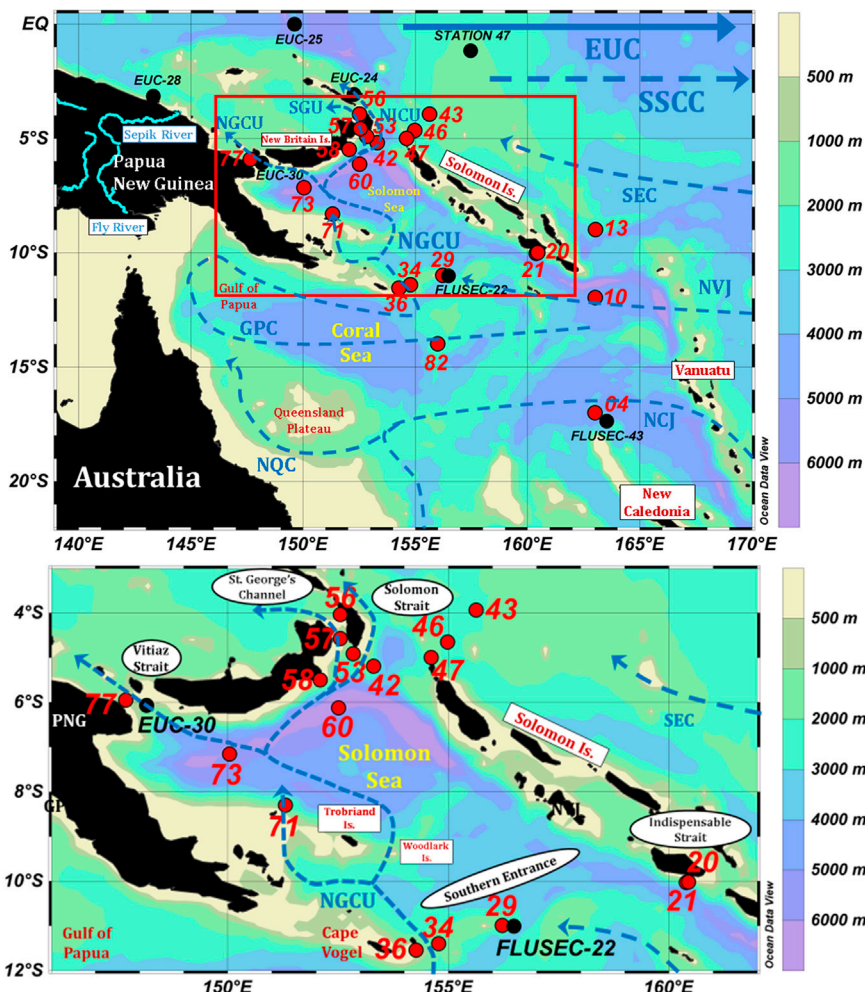 EQ
EUC-25
STATION 47
EUC
EUC-28
EUC-24
SSCC
500 m
SGU
56
43
NGCU
NJCU
57
53
46
1000 m
5°S
Sepik River
New Britain Is.
58
42
47
Papua
New Guinea
77
EUC-30
60
Solomon Is.
2000 m
73
Solomon
Sea
SEC
Fly River
71
NGCU
13
3000 m
10°S
29
20
21
34
FLUSEC-22
NVJ
Gulf of
Papua
36
10
4000 m
GPC
Coral
Sea
82
15°S
Vanuatu
5000 m
Queensland
Plateau
04
NCJ
FLUSEC-43
6000 m
NQC
Australia
20°S
New
Caledonia
Ocean Data View
140°E
145°E
150°E
155°E
160°E
165°E
170°E
St. George's
Channel
4°S
56
Solomon
Strait
43
500 m
46
57
Vitiaz
Strait
53
47
1000 m
58
42
6°S
77
PNG
EUC-30
60
SEC
2000 m
Solomon Is.
73
Solomon
Sea
3000 m
8°S
GP
71
Trobriand
Is.
NVJ
Indispensable
Strait
4000 m
Woodlark
Is.
20
10°S
Southern Entrance
21
5000 m
NGCU
29
Gulf of
Papua
Cape
Vogel
36
34
FLUSEC-22
6000 m
12°S
Ocean Data View
150°E
155°E
160°E